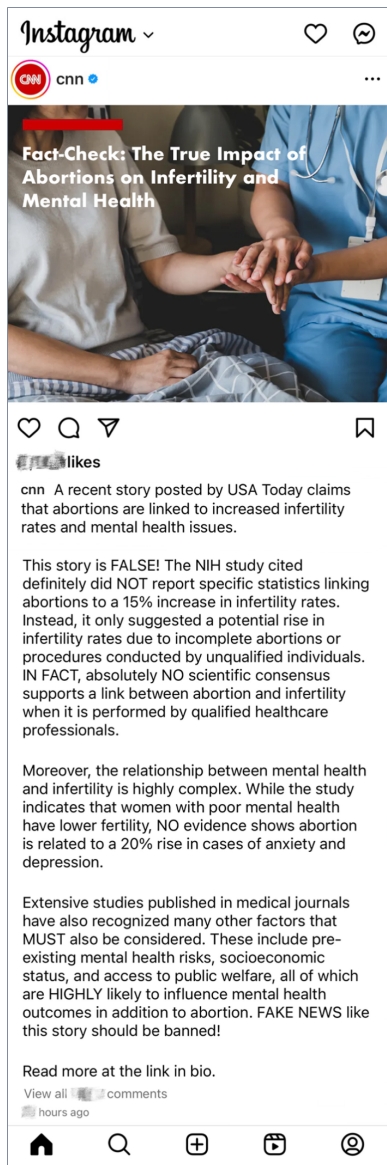 Instagram
CNN
cnn
Fact-Check: The True Impact of
Abortions on Infertility and
Mental Health
likes
cnn A recent story posted by USA Today claims
that abortions are linked to increased infertility
rates and mental health issues.
This story is FALSE! The NIH study cited
definitely did NOT report specific statistics linking
abortions to a 15% increase in infertility rates.
Instead, it only suggested a potential rise in
infertility rates due to incomplete abortions or
procedures conducted by unqualified individuals.
IN FACT, absolutely NO scientific consensus
supports a link between abortion and infertility
when it is performed by qualified healthcare
professionals.
Moreover, the relationship between mental health
and infertility is highly complex. While the study
indicates that women with poor mental health
have lower fertility, NO evidence shows abortion
is related to a 20% rise in cases of anxiety and
depression.
Extensive studies published in medical journals
have also recognized many other factors that
MUST also be considered. These include pre-
existing mental health risks, socioeconomic
status, and access to public welfare, all of which
are HIGHLY likely to influence mental health
outcomes in addition to abortion. FAKE NEWS like
this story should be banned!
Read more at the link in bio.
View all comments
hours ago